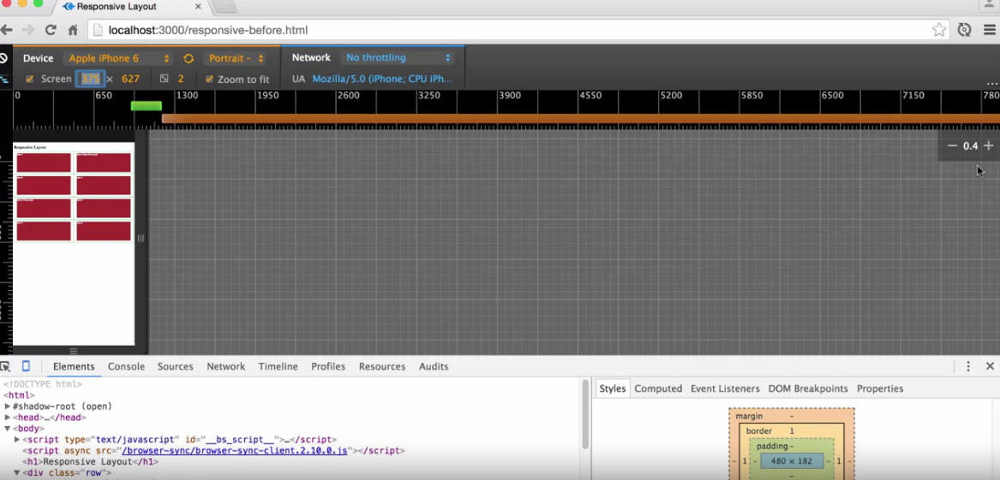 Responsive Layout
localhost:3000/responsive-before.html
Device Apple iPhone 6 Portrait - Network No throttling
Screen 375 × 627 2 Zoom to fit UA Mozilla/5.0 (iPhone; CPU iPh...
0 650 1300 1950 2600 3250 3900 4550 5200 5850 6500 7150 7800
− 0.4 +
Responsive Layout
Elements Console Sources Network Timeline Profiles Resources Audits
<!DOCTYPE html>
<html>
▶#shadow-root (open)
▶<head>…</head>
▼<body>
▶<script type="text/javascript" id="__bs_script__">…</script>
<script async src="/browser-sync/browser-sync-client.2.10.0.js"></script>
<h1>Responsive Layout</h1>
▼<div class="row">
Styles Computed Event Listeners DOM Breakpoints Properties
margin -
border 1
padding -
- 1 - 480 × 182 - 1 -
-